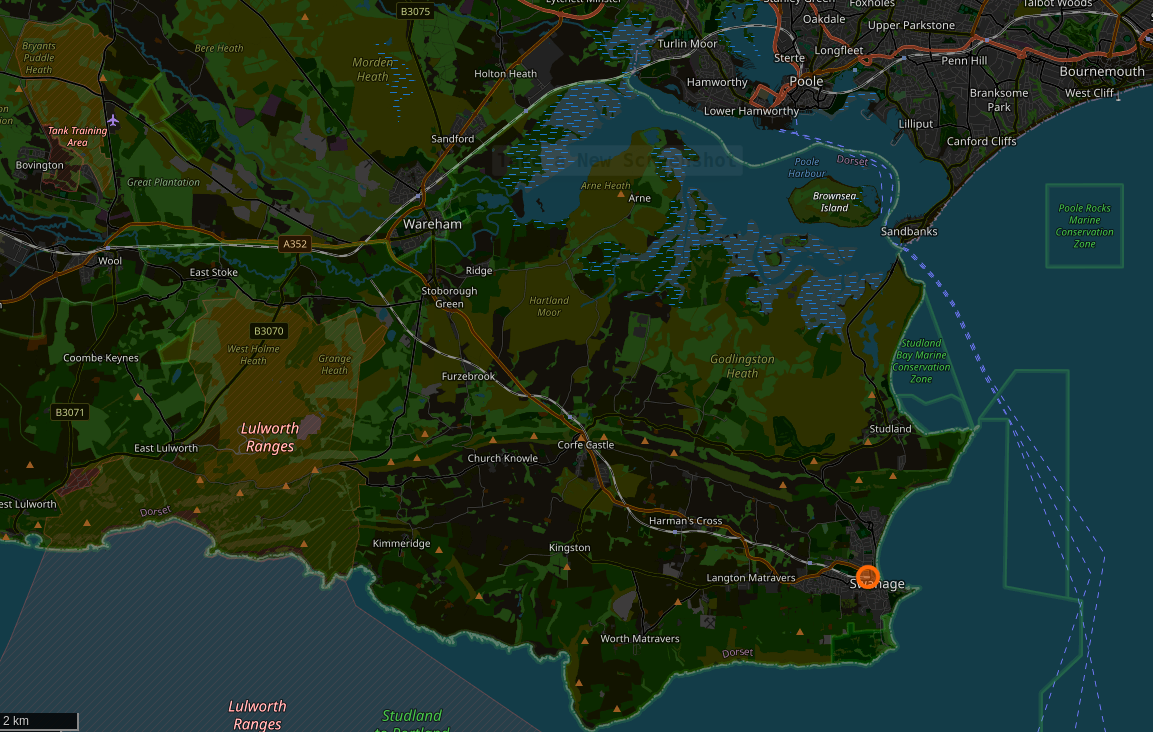 B3075
Lytchett Minster
Stanley Green
Foxholes
Talbot Woods
Oakdale
Upper Parkstone
Bryants
Puddle
Heath
Bere Heath
Turlin Moor
Longfleet
Sterte
Penn Hill
Morden
Heath
Holton Heath
Hamworthy
Poole
Bournemouth
Branksome
Park
West Cliff
Lower Hamworthy
Lilliput
Tank Training
Area
Sandford
Canford Cliffs
Bovington
New Screenshot
Poole
Harbour
Dorset
Great Plantation
Arne Heath
Arne
Brownsea
Island
Poole Rocks
Marine
Conservation
Zone
Wareham
Sandbanks
A352
Wool
East Stoke
Ridge
Stoborough
Green
Hartland
Moor
B3070
West Holme
Heath
Grange
Heath
Coombe Keynes
Furzebrook
Godlingston
Heath
Studland
Bay Marine
Conservation
Zone
B3071
Lulworth
Ranges
Studland
East Lulworth
Corfe Castle
Church Knowle
est Lulworth
Dorset
Harman's Cross
Kimmeridge
Kingston
Langton Matravers
Swanage
Worth Matravers
Dorset
Lulworth
Ranges
Studland
to Portland
2 km